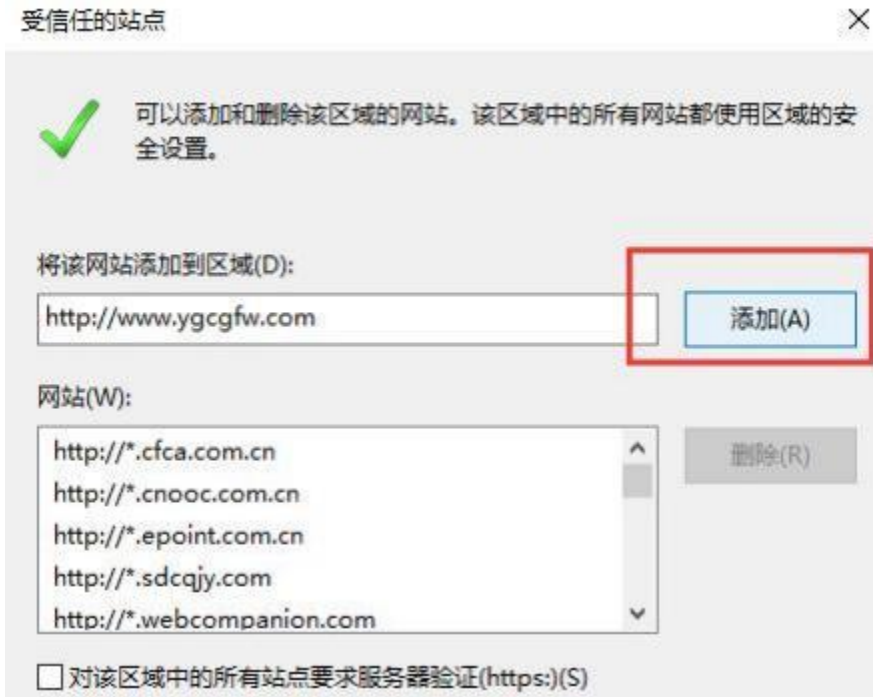 受信任的站点
可以添加和删除该区域的网站。该区域中的所有网站都使用区域的安
全设置。
将该网站添加到区域(D):
http://www.ygcgfw.com
添加(A)
网站(W):
http://*.cfca.com.cn
删除(R)
http://*.cnooc.com.cn
http://*.epoint.com.cn
http://*.sdcqjy.com
http://*.webcompanion.com
对该区域中的所有站点要求服务器验证(https:)(S)